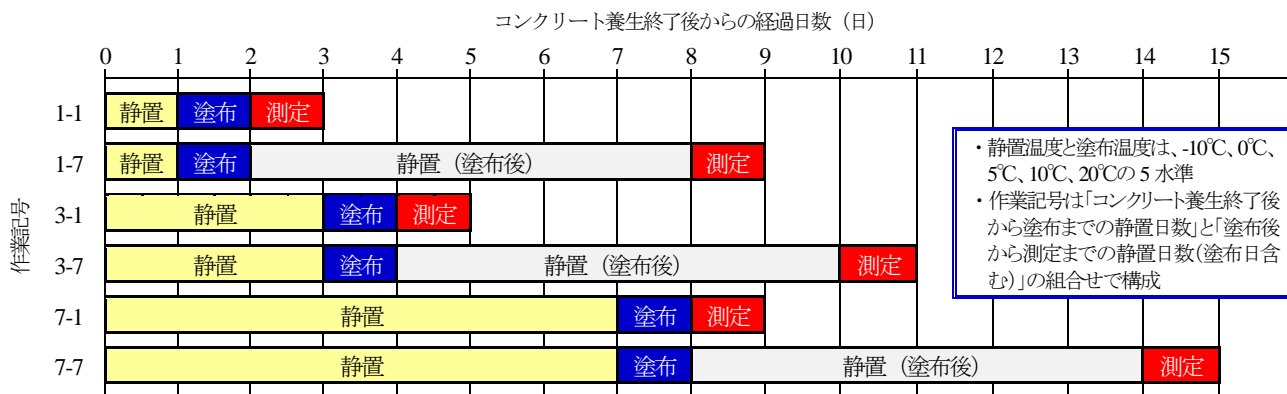 コンクリート養生終了後からの経過日数（日）
0 1 2 3 4 5 6 7 8 9 10 11 12 13 14 15
作業記号
1-1 静置 塗布 測定
1-7 静置 塗布 静置（塗布後） 測定
3-1 静置 塗布 測定
3-7 静置 塗布 静置（塗布後） 測定
7-1 静置 塗布 測定
7-7 静置 塗布 静置（塗布後） 測定
・静置温度と塗布温度は、-10℃、0℃、
5℃、10℃、20℃の 5 水準
・作業記号は「コンクリート養生終了後
から塗布までの静置日数」と「塗布後
から測定までの静置日数(塗布日含
む)」の組合せで構成